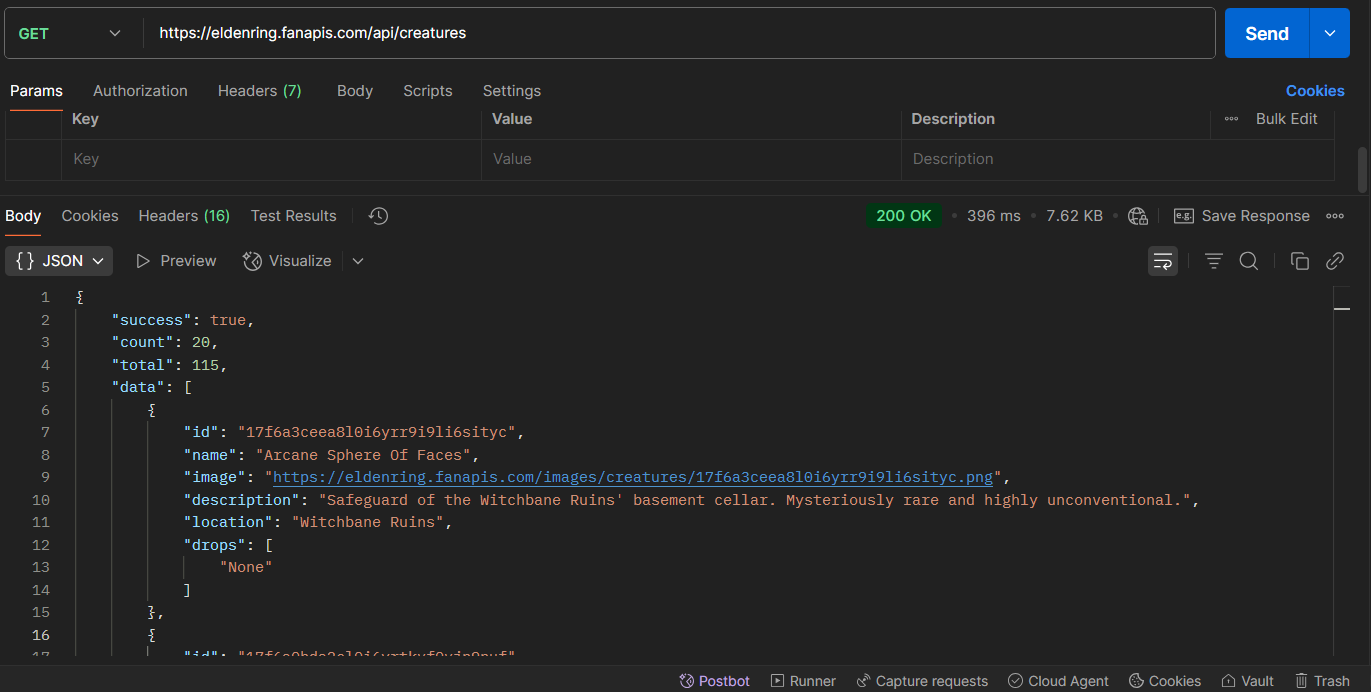 GET https://eldenring.fanapis.com/api/creatures Send
Params Authorization Headers (7) Body Scripts Settings Cookies
Key Value Description Bulk Edit
Key Value Description
Body Cookies Headers (16) Test Results 200 OK 396 ms 7.62 KB e.g. Save Response
{} JSON Preview Visualize
1 {
2 "success": true,
3 "count": 20,
4 "total": 115,
5 "data": [
6 {
7 "id": "17f6a3ceea8l0i6yrr9i9li6sityc",
8 "name": "Arcane Sphere Of Faces",
9 "image": "https://eldenring.fanapis.com/images/creatures/17f6a3ceea8l0i6yrr9i9li6sityc.png",
10 "description": "Safeguard of the Witchbane Ruins' basement cellar. Mysteriously rare and highly unconventional.",
11 "location": "Witchbane Ruins",
12 "drops": [
13 "None"
14 ]
15 },
16 {
17 "id":
Postbot Runner Capture requests Cloud Agent Cookies Vault Trash